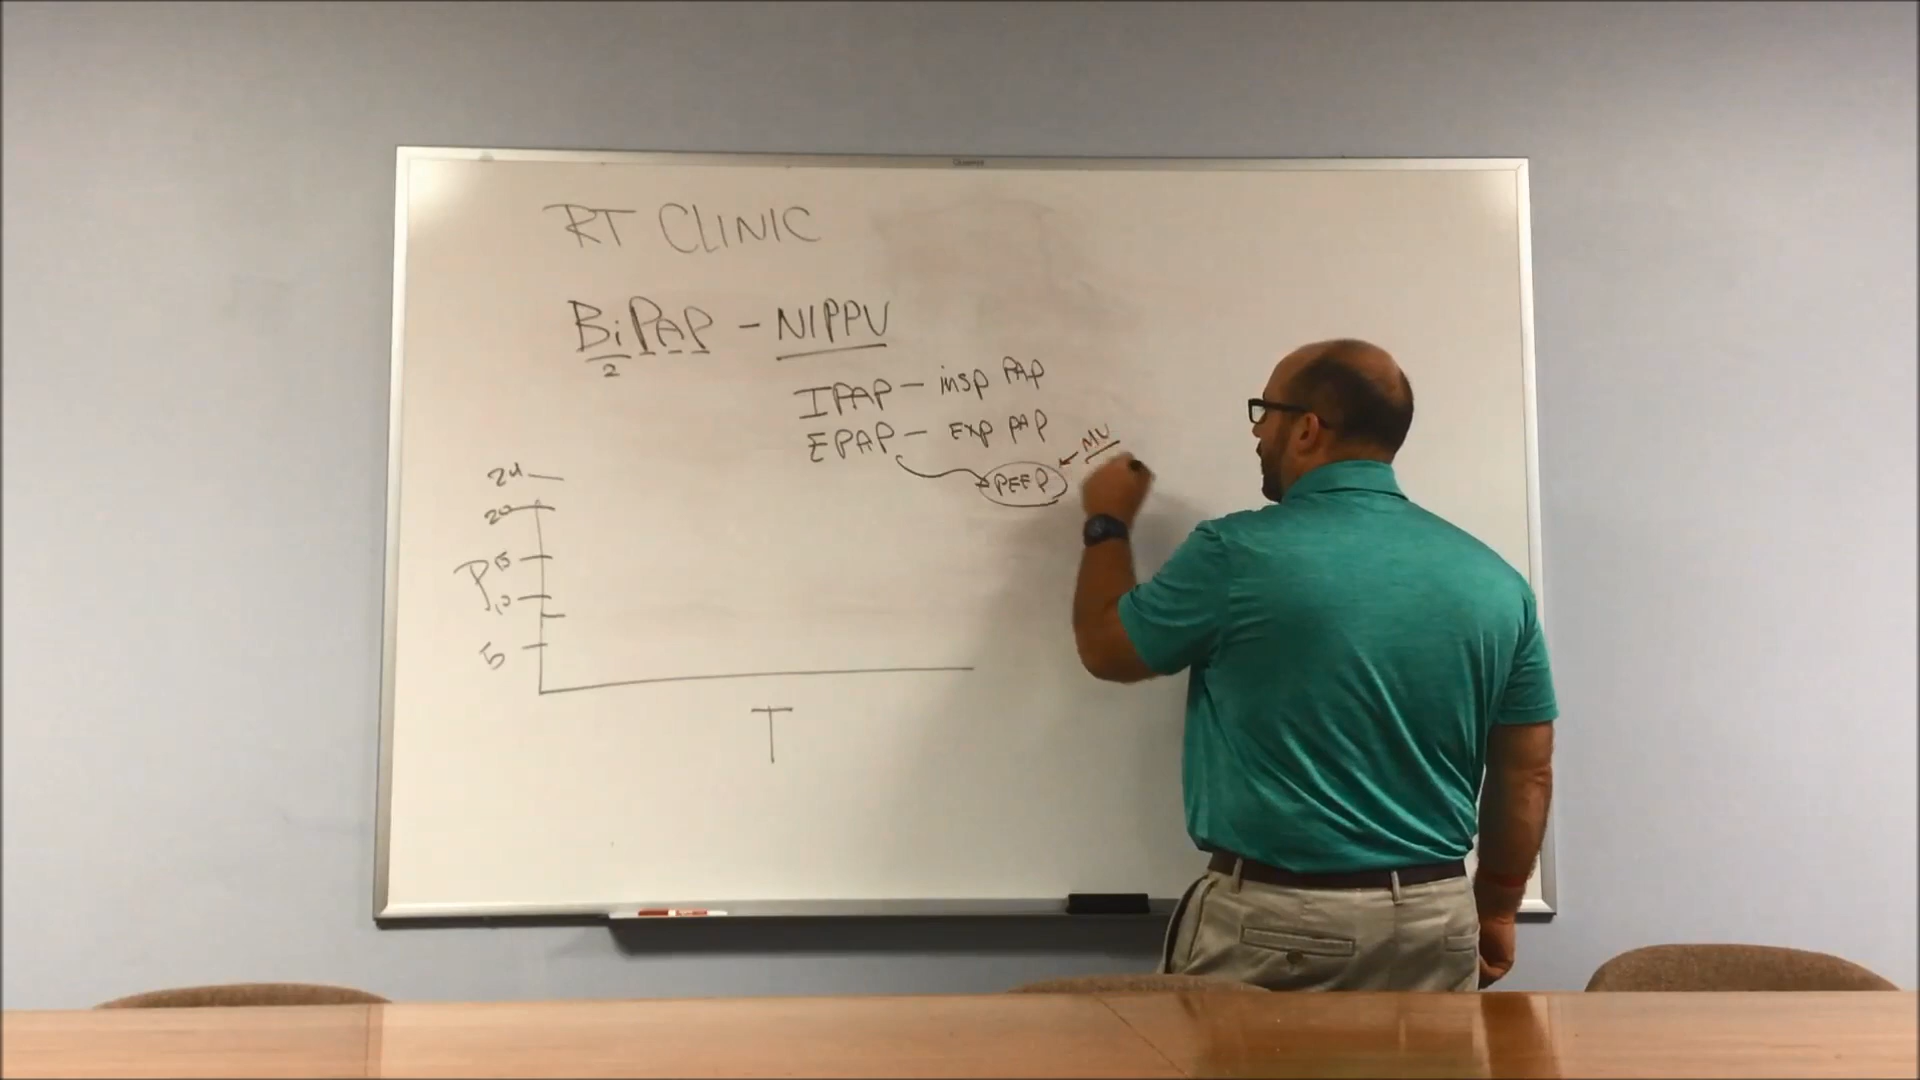 RT CLINIC
BiPAP - NIPPV
2
IPAP - insp PAP
EPAP - EXP PAP
MV
PEEP
24
20
15
P
10
5
T